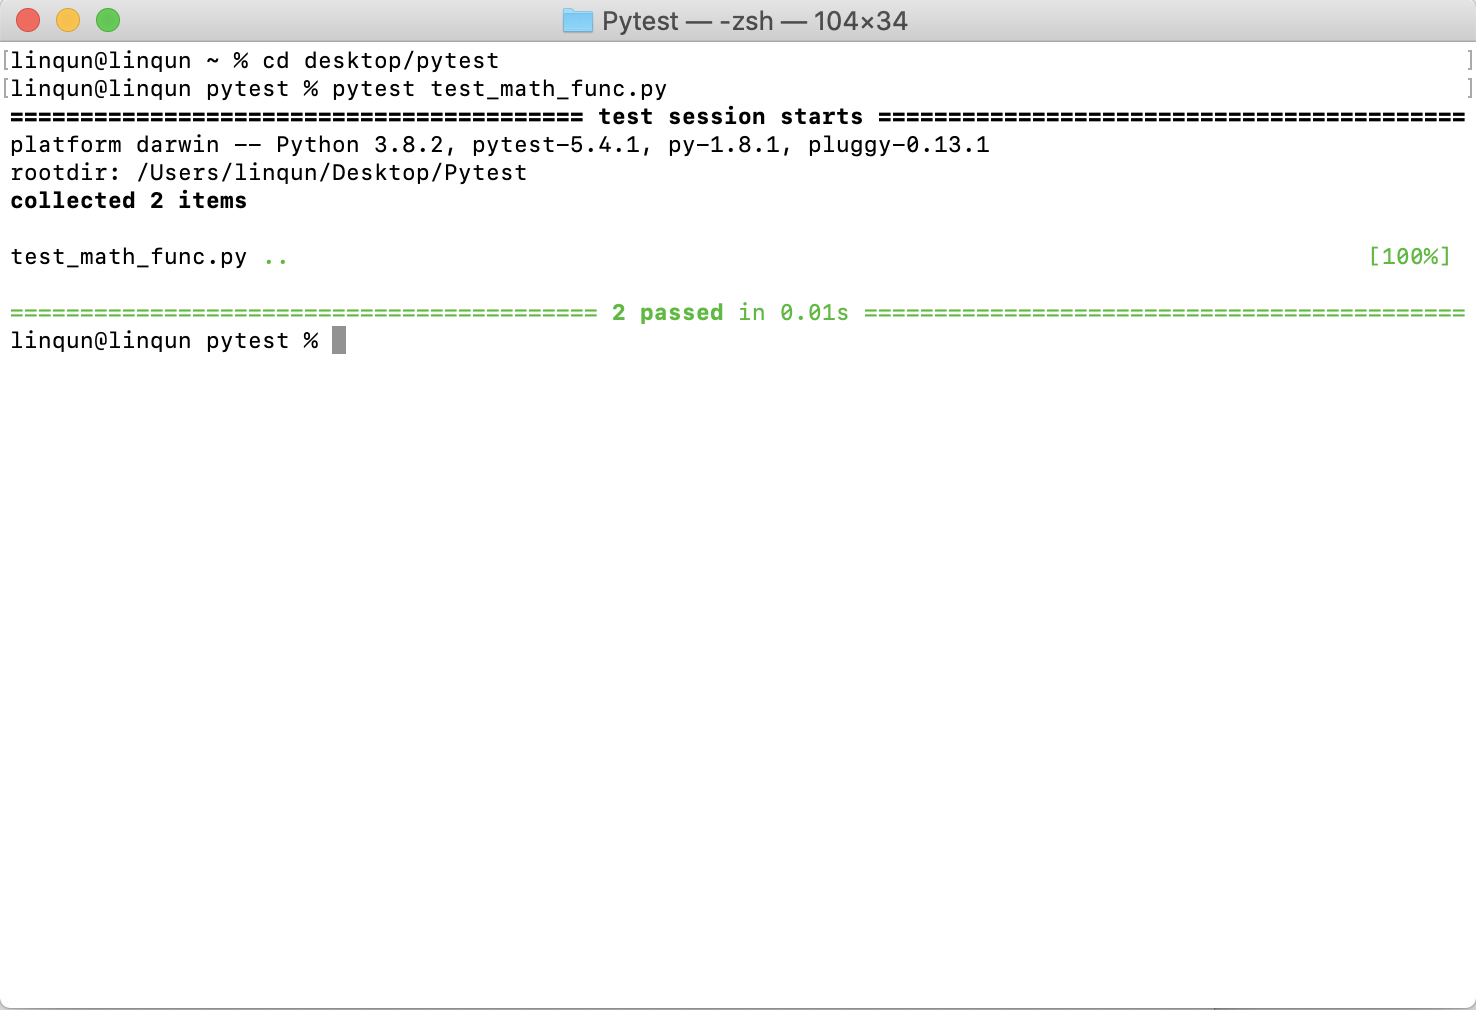 Pytest — -zsh — 104×34
[linqun@linqun ~ % cd desktop/pytest ]
[linqun@linqun pytest % pytest test_math_func.py ]
========================================= test session starts ==========================================
platform darwin -- Python 3.8.2, pytest-5.4.1, py-1.8.1, pluggy-0.13.1
rootdir: /Users/linqun/Desktop/Pytest
collected 2 items
test_math_func.py .. [100%]
========================================== 2 passed in 0.01s ===========================================
linqun@linqun pytest %